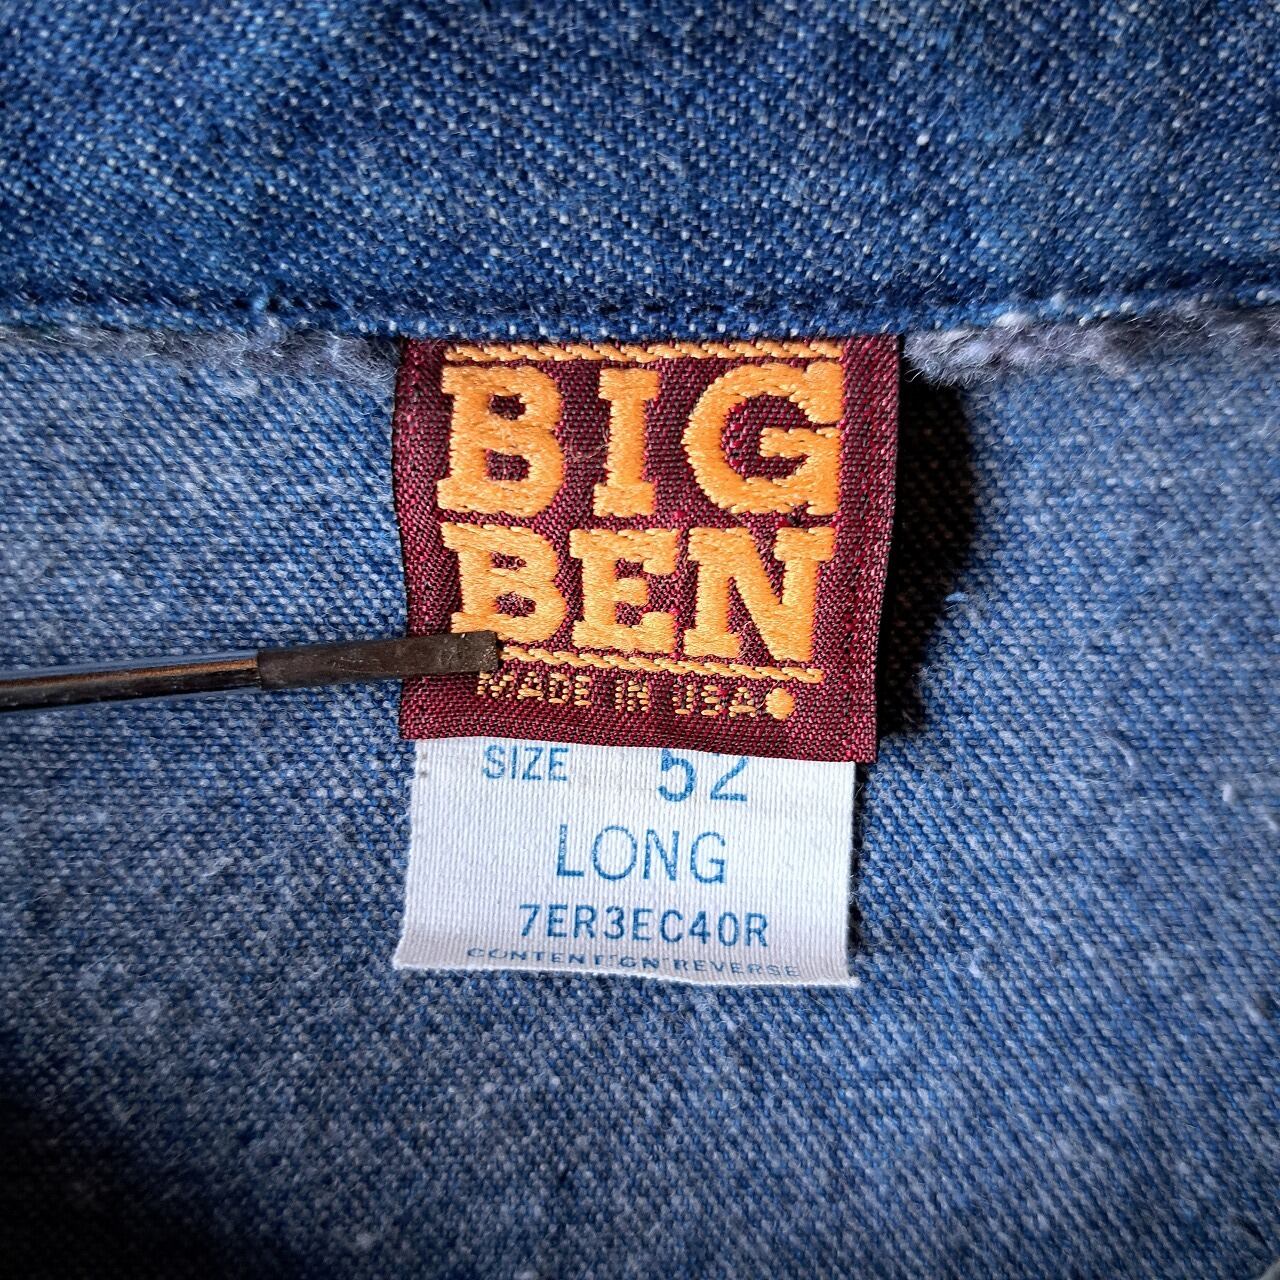 BIG
BEN
MADE IN USA
SIZE 52
LONG
7ER3EC40R
CONTENT ON REVERSE